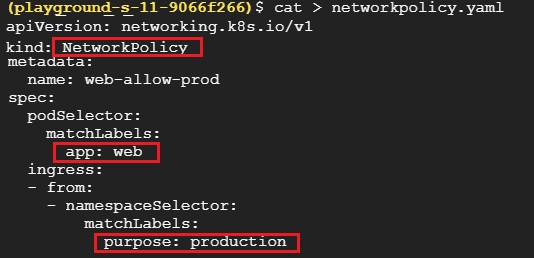 (playground-s-11-9066f266)$ cat > networkpolicy.yaml
apiVersion: networking.k8s.io/v1
kind: NetworkPolicy
metadata:
  name: web-allow-prod
spec:
  podSelector:
    matchLabels:
      app: web
  ingress:
  - from:
    - namespaceSelector:
        matchLabels:
          purpose: production